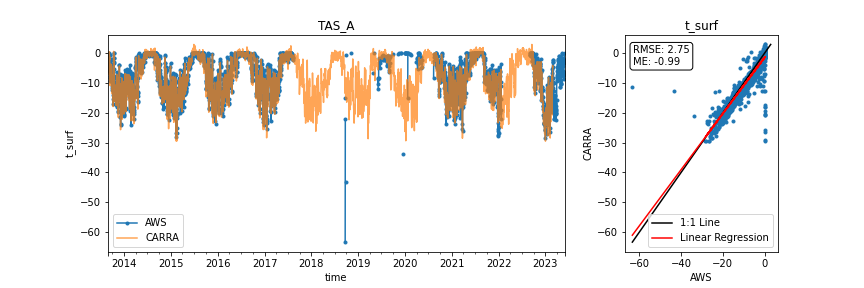 TAS_A
t_surf
0
−10
−20
−30
−40
−50
−60
t_surf
AWS
CARRA
2014 2015 2016 2017 2018 2019 2020 2021 2022 2023
time
t_surf
RMSE: 2.75
ME: -0.99
0
−10
−20
−30
−40
−50
−60
CARRA
1:1 Line
Linear Regression
−60 −40 −20 0
AWS